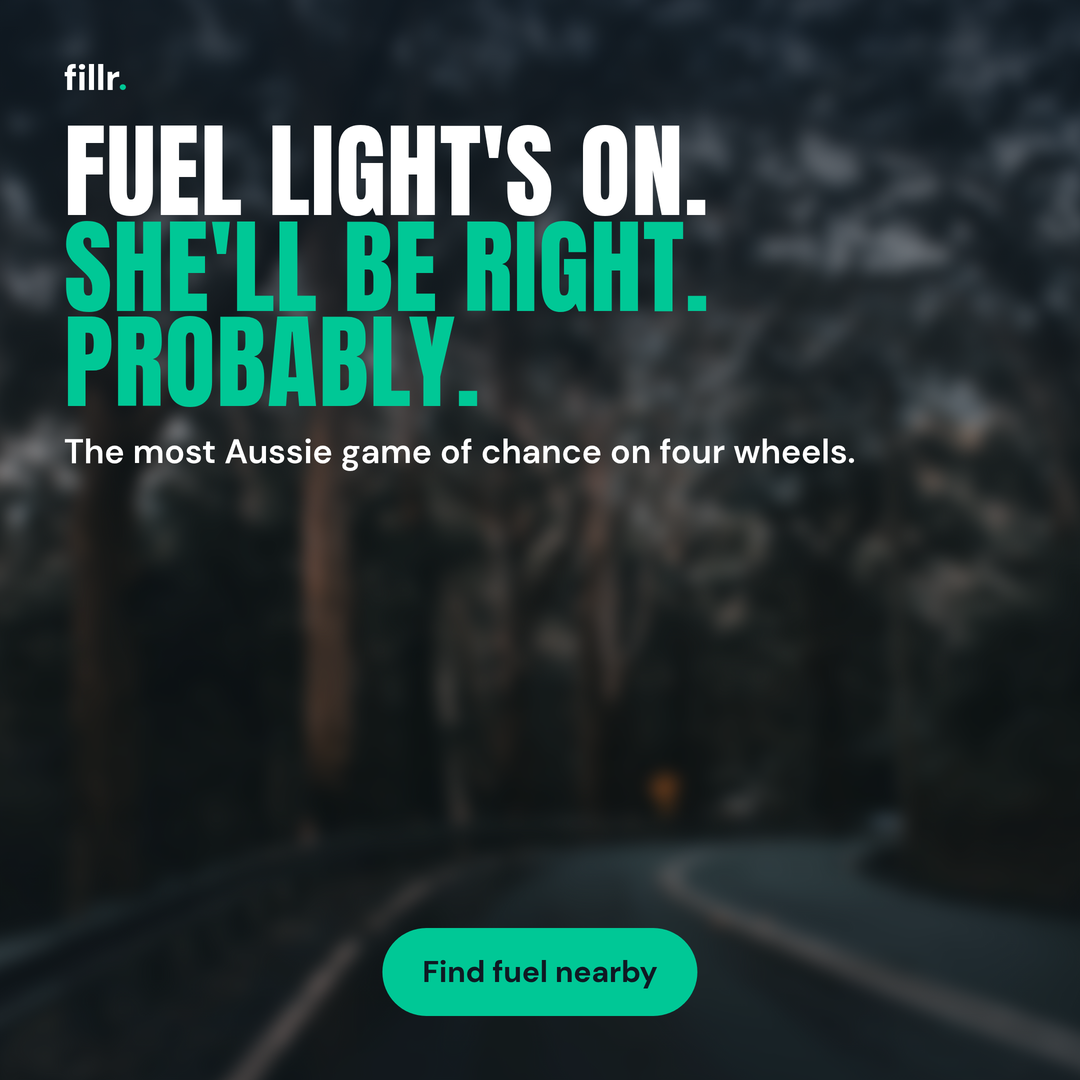 fillr.
FUEL LIGHT'S ON.
SHE'LL BE RIGHT.
PROBABLY.
The most Aussie game of chance on four wheels.
Find fuel nearby